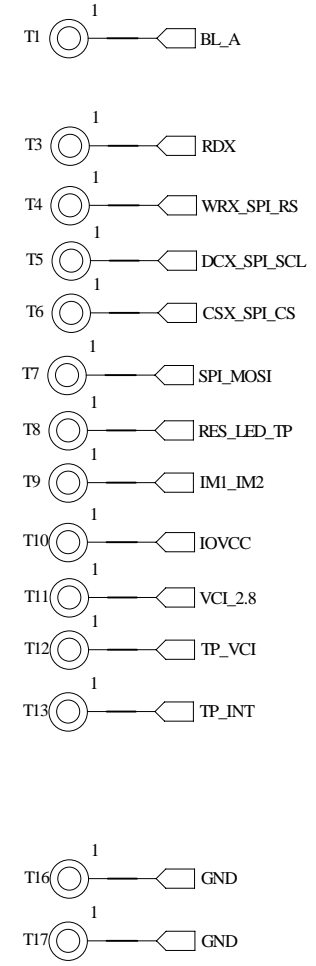 1
T1 BL_A
1
T3 RDX
1
T4 WRX_SPI_RS
1
T5 DCX_SPI_SCL
1
T6 CSX_SPI_CS
1
T7 SPI_MOSI
1
T8 RES_LED_TP
1
T9 IM1_IM2
1
T10 IOVCC
1
T11 VCI_2.8
1
T12 TP_VCI
1
T13 TP_INT
1
T16 GND
1
T17 GND